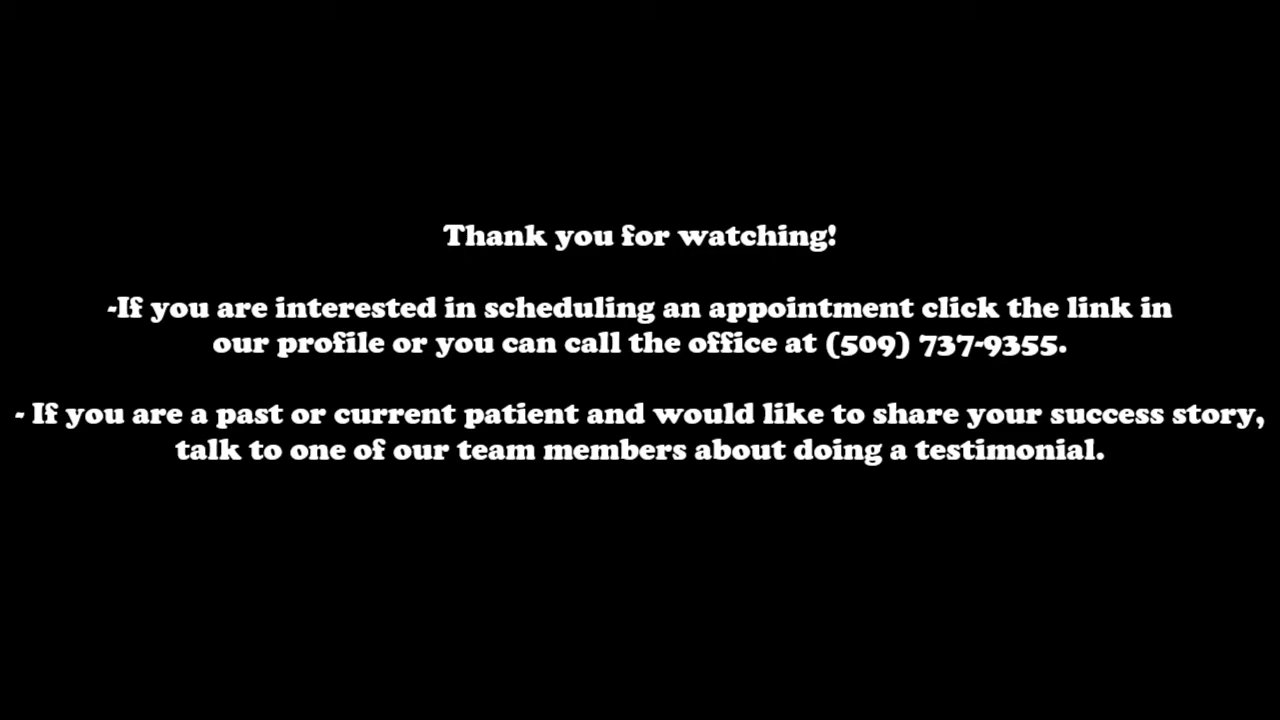 Thank you for watching!
-If you are interested in scheduling an appointment click the link in
our profile or you can call the office at (509) 737-9355.
- If you are a past or current patient and would like to share your success story,
talk to one of our team members about doing a testimonial.